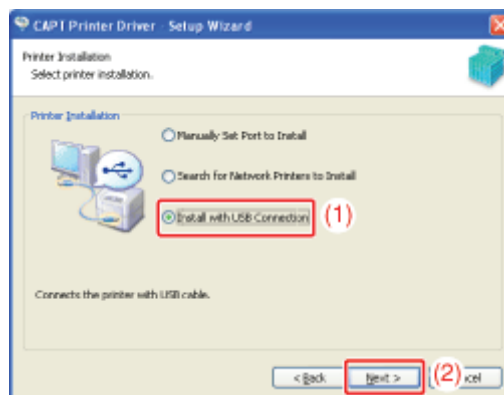 CAPT Printer Driver - Setup Wizard
Printer Installation
Select printer installation.
Printer Installation
Manually Set Port to Install
Search for Network Printers to Install
Install with USB Connection (1)
Connects the printer with USB cable.
< Back Next > (2) cel